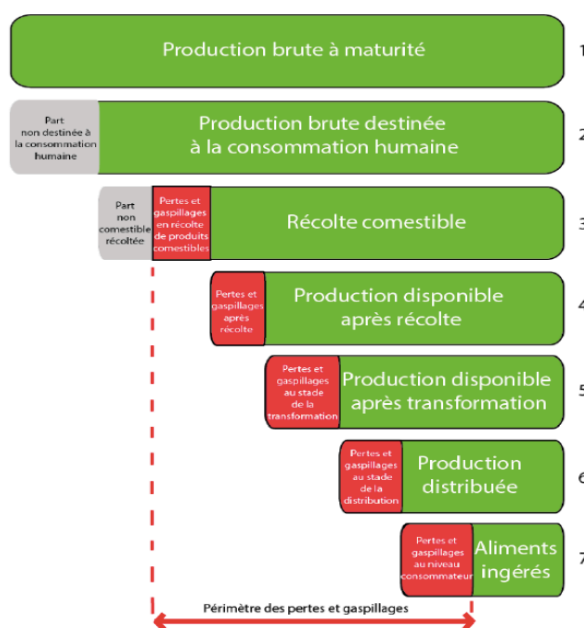 Production brute à maturité
1
Part
non destinée à
la consommation
humaine
Production brute destinée
à la consommation humaine
2
Part
non
comestible
récoltée
Pertes et
gaspillages
en récolte
de produits
comestibles
Récolte comestible
3
Pertes et
gaspillages
après
récolte
Production disponible
après récolte
4
Pertes et
gaspillages
au stade
de la
transformation
Production disponible
après transformation
5
Pertes et
gaspillages
au stade
de la
distribution
Production
distribuée
6
Pertes et
gaspillages
au niveau
consommateur
Aliments
ingérés
7
Périmètre des pertes et gaspillages